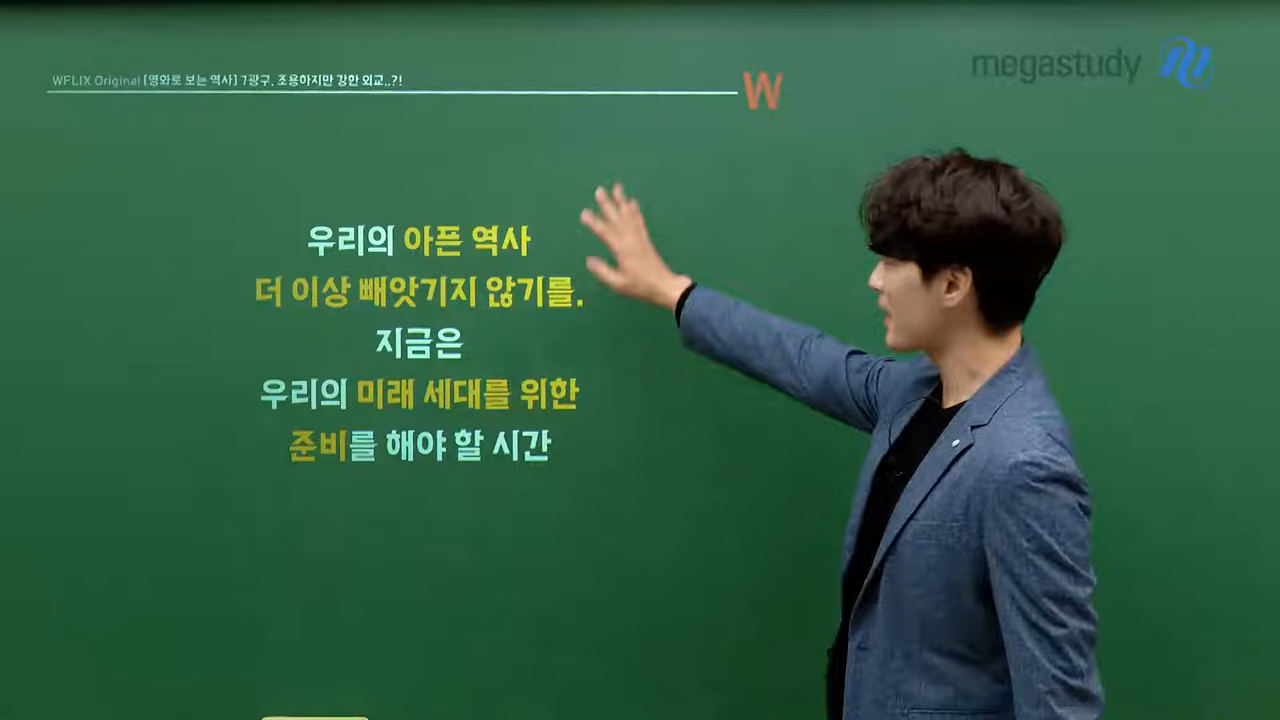 WFLIX Original [영화로 보는 역사] 7광구, 조용하지만 강한 외교..?!
W
megastudy
우리의 아픈 역사
더 이상 빼앗기지 않기를.
지금은
우리의 미래 세대를 위한
준비를 해야 할 시간